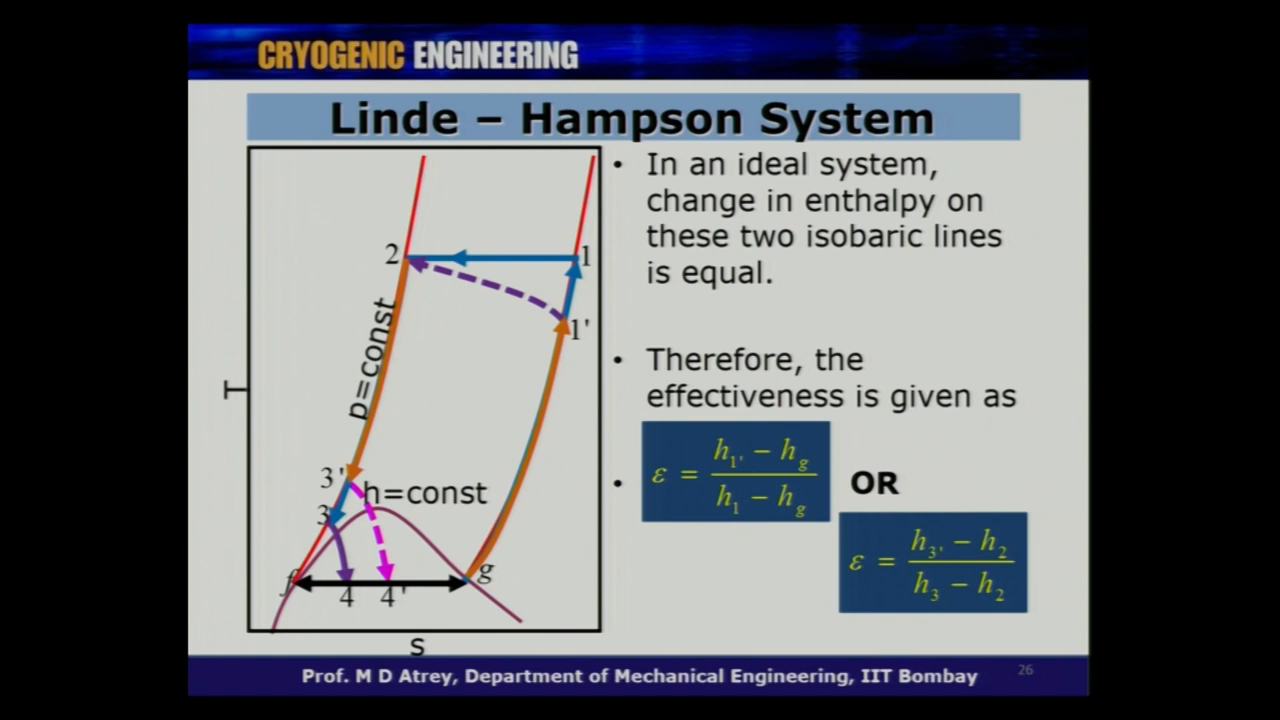 CRYOGENIC ENGINEERING
Linde – Hampson System
2
1
1'
p=const
T
3'
h=const
3
f
g
4
4'
s
• In an ideal system,
change in enthalpy on
these two isobaric lines
is equal.
• Therefore, the
effectiveness is given as
• ε = (h1' − hg) / (h1 − hg)
OR
ε = (h3' − h2) / (h3 − h2)
Prof. M D Atrey, Department of Mechanical Engineering, IIT Bombay
26